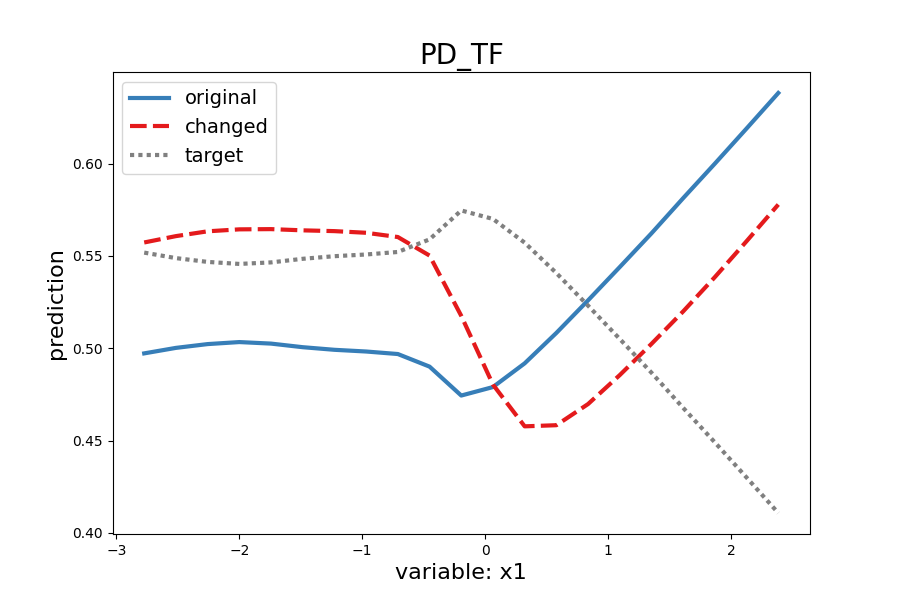 PD_TF
original
changed
target
prediction
0.60
0.55
0.50
0.45
0.40
−3 −2 −1 0 1 2
variable: x1